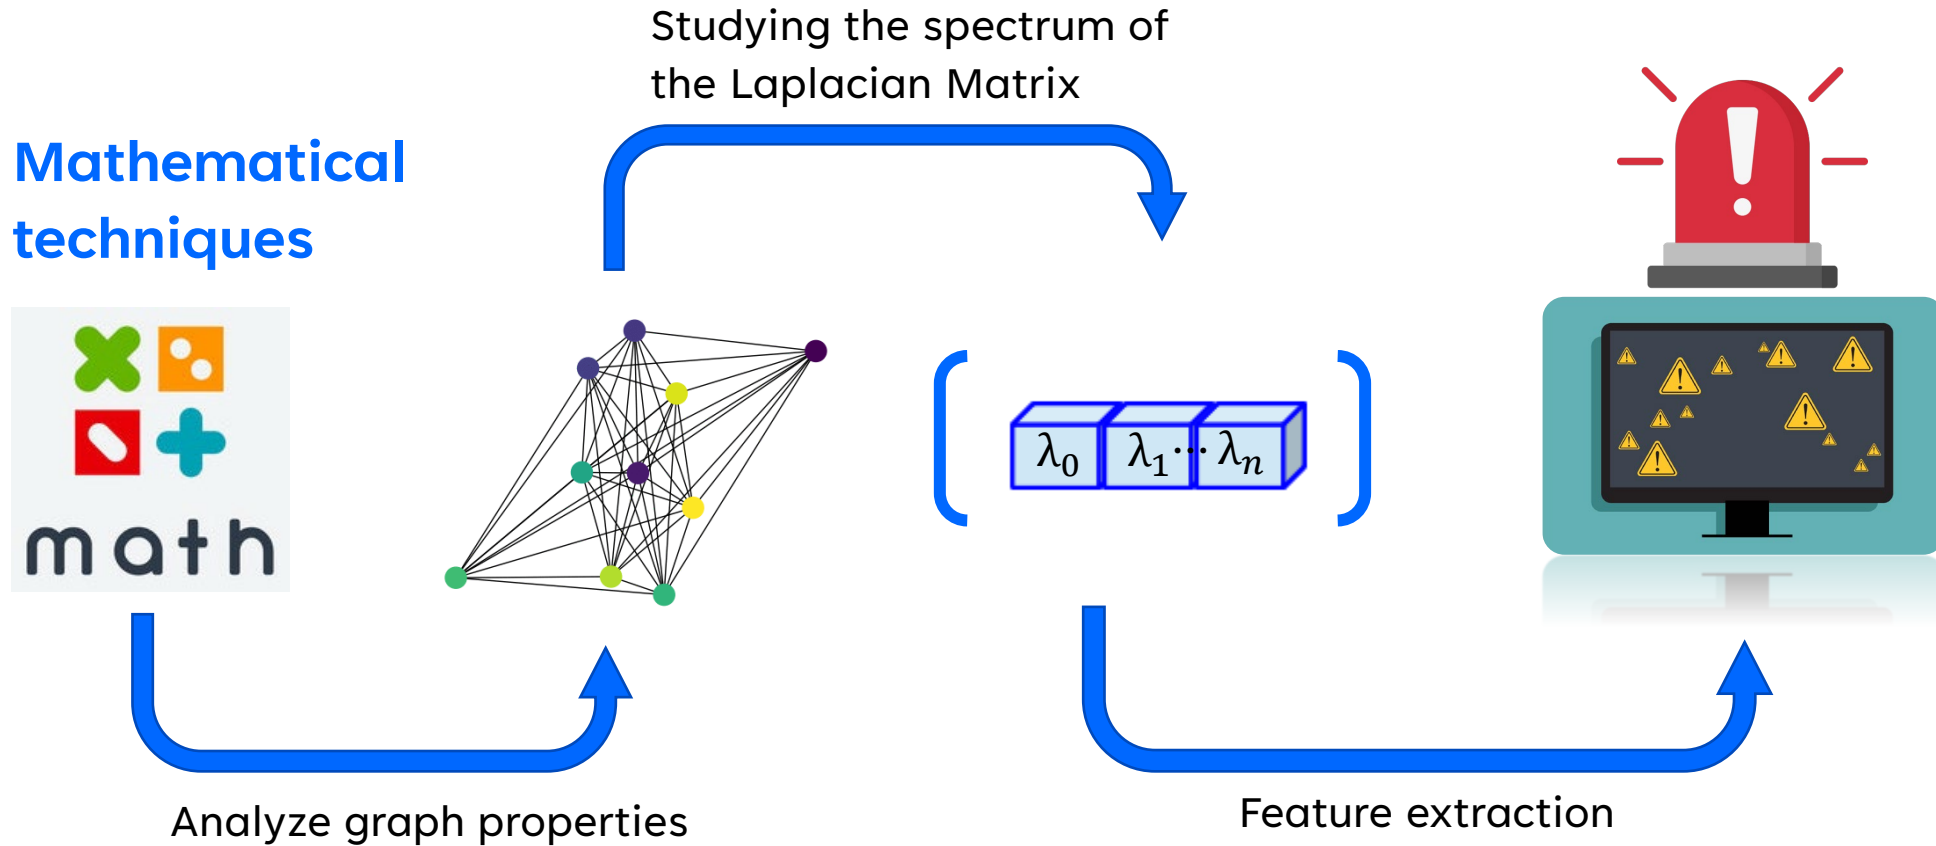 Studying the spectrum of
the Laplacian Matrix
Mathematical
techniques
math
λ0 λ1 ··· λn
Analyze graph properties
Feature extraction